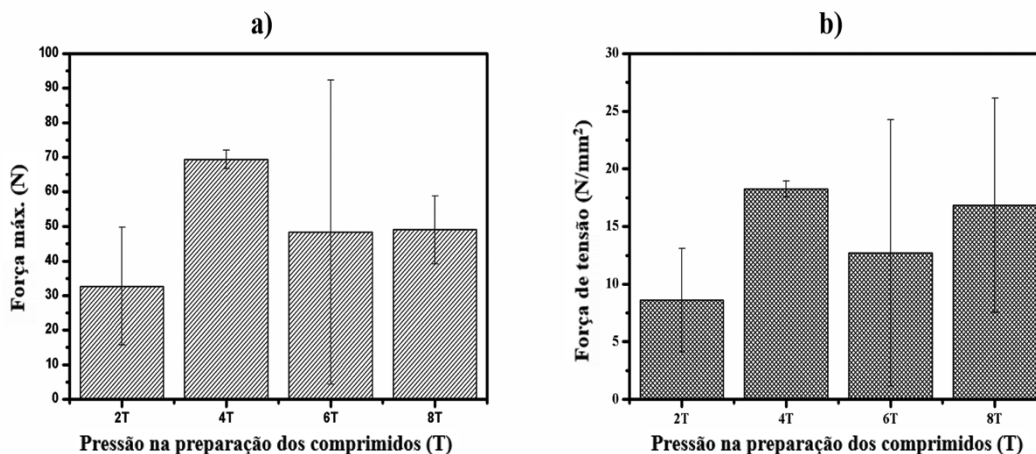 a)
Força máx. (N)
100
90
80
70
60
50
40
30
20
10
0
2T
4T
6T
8T
Pressão na preparação dos comprimidos (T)
b)
Força de tensão (N/mm²)
30
25
20
15
10
5
0
2T
4T
6T
8T
Pressão na preparação dos comprimidos (T)